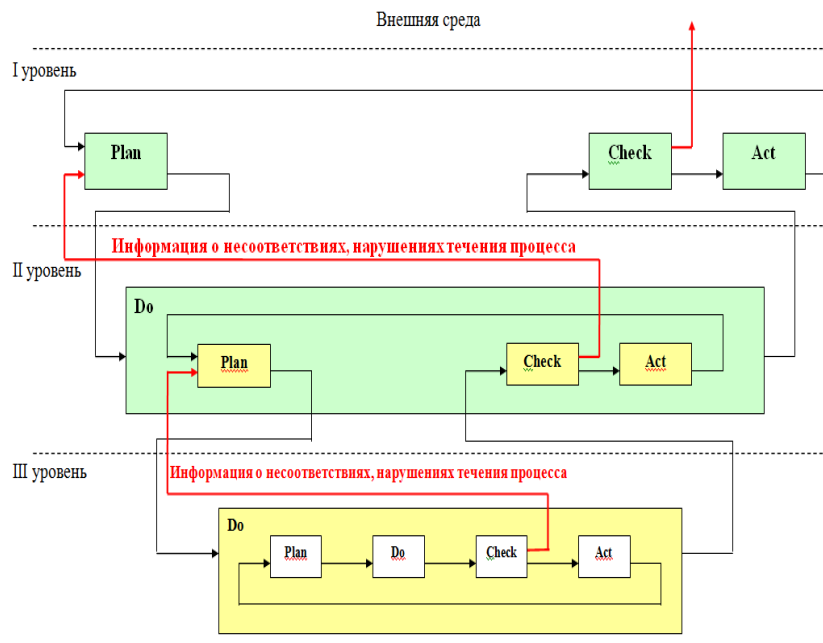 Внешняя среда
I уровень
Plan
Check
Act
Информация о несоответствиях, нарушениях течения процесса
II уровень
Do
Plan
Check
Act
III уровень
Информация о несоответствиях, нарушениях течения процесса
Do
Plan
Do
Check
Act